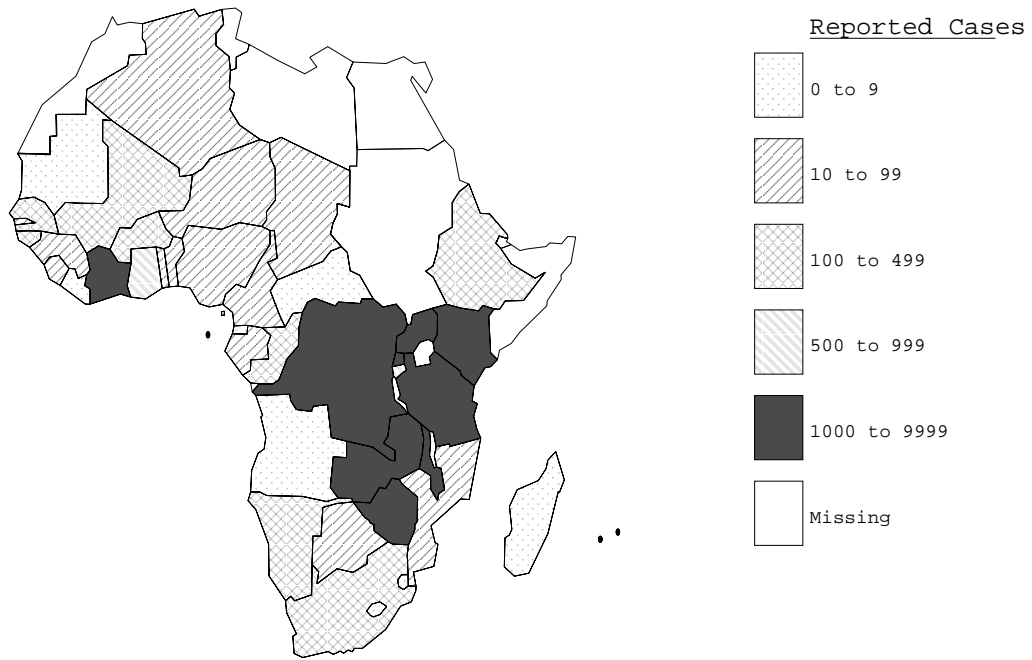 Reported Cases
0 to 9
10 to 99
100 to 499
500 to 999
1000 to 9999
Missing